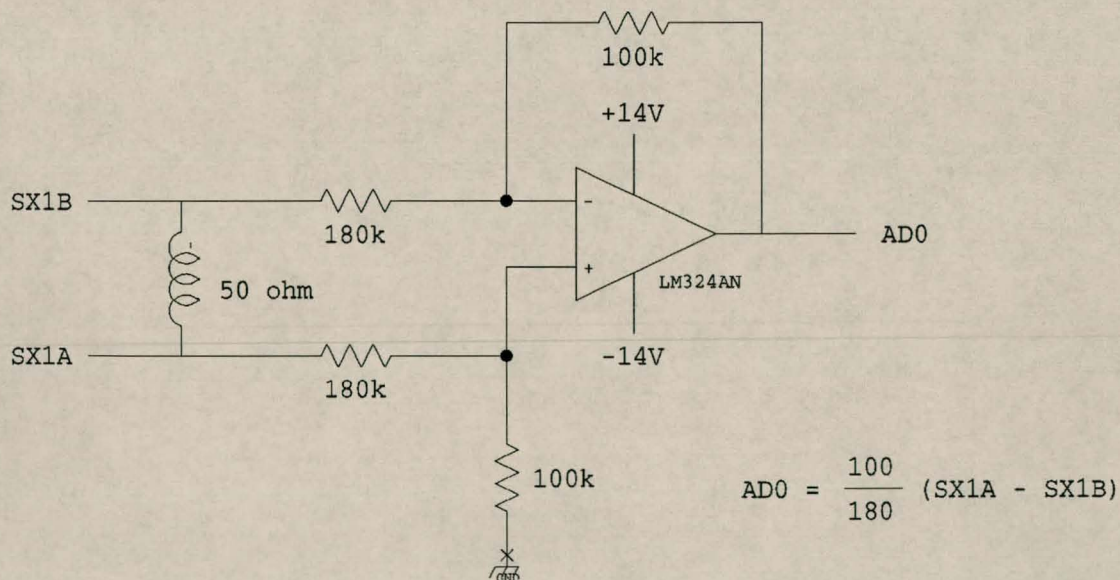 100k
+14V
SX1B
180k
-
-
+
LM324AN
AD0
50 ohm
SX1A
180k
-14V
100k
AD0 = 100/180 (SX1A - SX1B)
GND